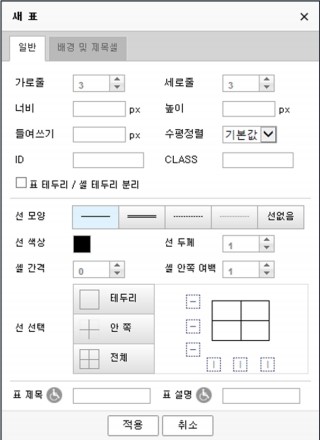 새 표
일반 배경 및 제목셀
가로줄 3 세로줄 3
너비 px 높이 px
들여쓰기 px 수평정렬 기본값
ID CLASS
표 테두리 / 셀 테두리 분리
선 모양 선없음
선 색상 선 두께 1
셀 간격 0 셀 안쪽 여백 1
테두리
선 선택 안 쪽
전체
표 제목 표 설명
적용 취소